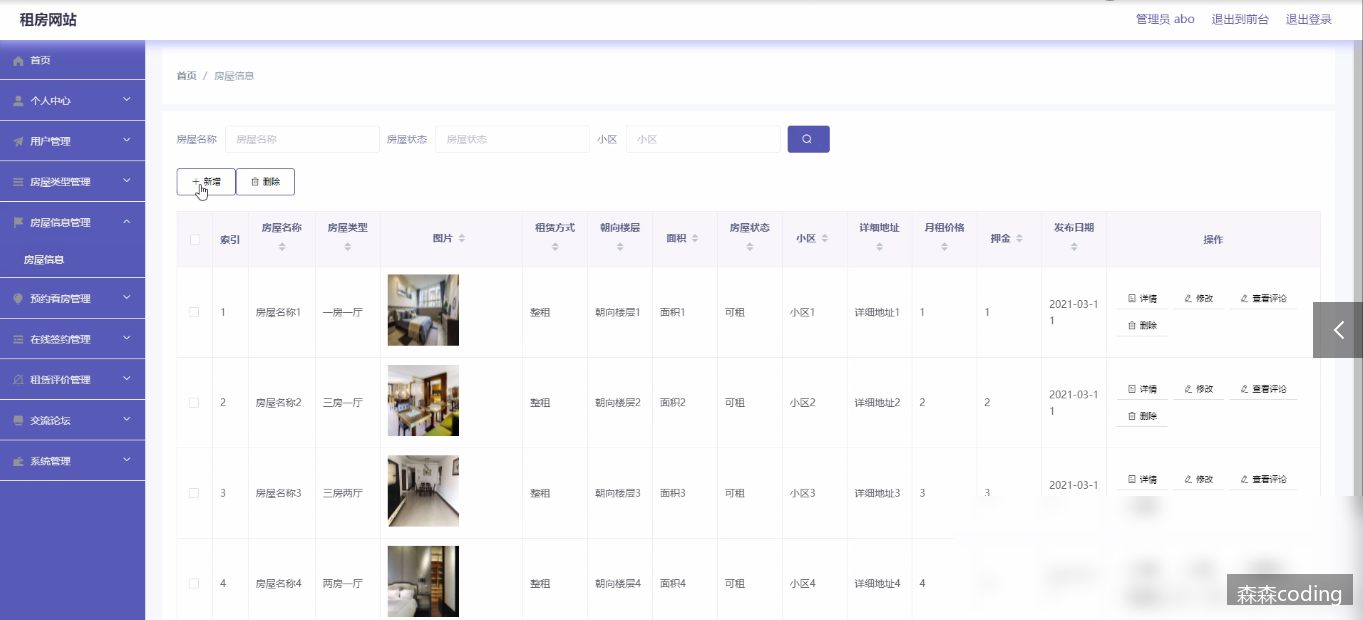 租房网站
管理员 abo 退出到前台 退出登录
首页
个人中心
用户管理
房屋类型管理
房屋信息管理
房屋信息
预约看房管理
在线签约管理
租赁评价管理
交流论坛
系统管理
首页 / 房屋信息
房屋名称 房屋名称 房屋状态 房屋状态 小区 小区
新增 删除
索引 房屋名称 房屋类型 图片 租赁方式 朝向楼层 面积 房屋状态 小区 详细地址 月租价格 押金 发布日期 操作
1 房屋名称1 一房一厅 整租 朝向楼层1 面积1 可租 小区1 详细地址1 1 1 2021-03-11 详情 修改 查看评论 删除
2 房屋名称2 三房一厅 整租 朝向楼层2 面积2 可租 小区2 详细地址2 2 2 2021-03-11 详情 修改 查看评论 删除
3 房屋名称3 三房两厅 整租 朝向楼层3 面积3 可租 小区3 详细地址3 3 3 2021-03-1 详情 修改 查看评论
4 房屋名称4 两房一厅 整租 朝向楼层4 面积4 可租 小区4 详细地址4 4
森森coding